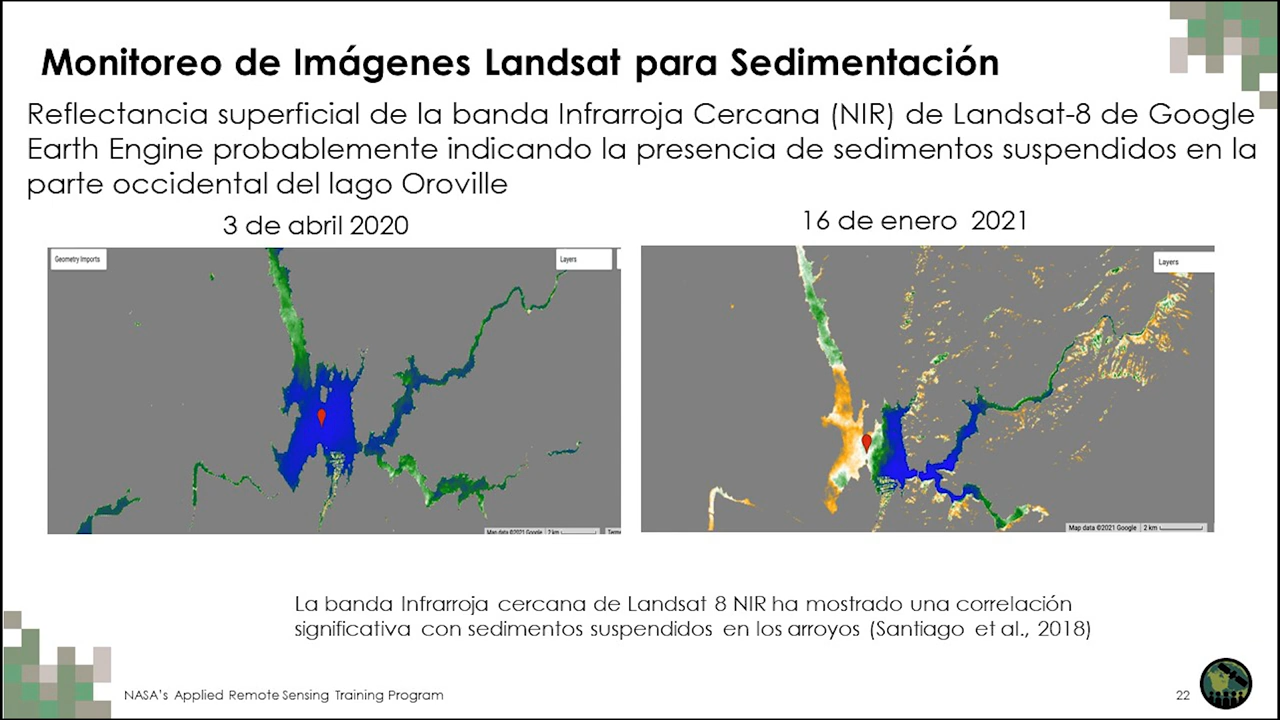 Monitoreo de Imágenes Landsat para Sedimentación
Reflectancia superficial de la banda Infrarroja Cercana (NIR) de Landsat-8 de Google
Earth Engine probablemente indicando la presencia de sedimentos suspendidos en la
parte occidental del lago Oroville
3 de abril 2020
16 de enero 2021
Geometry Imports
Layers
Layers
Map data ©2021 Google
2 km
Terms
Map data ©2021 Google
2 km
La banda Infrarroja cercana de Landsat 8 NIR ha mostrado una correlación
significativa con sedimentos suspendidos en los arroyos (Santiago et al., 2018)
NASA's Applied Remote Sensing Training Program
22